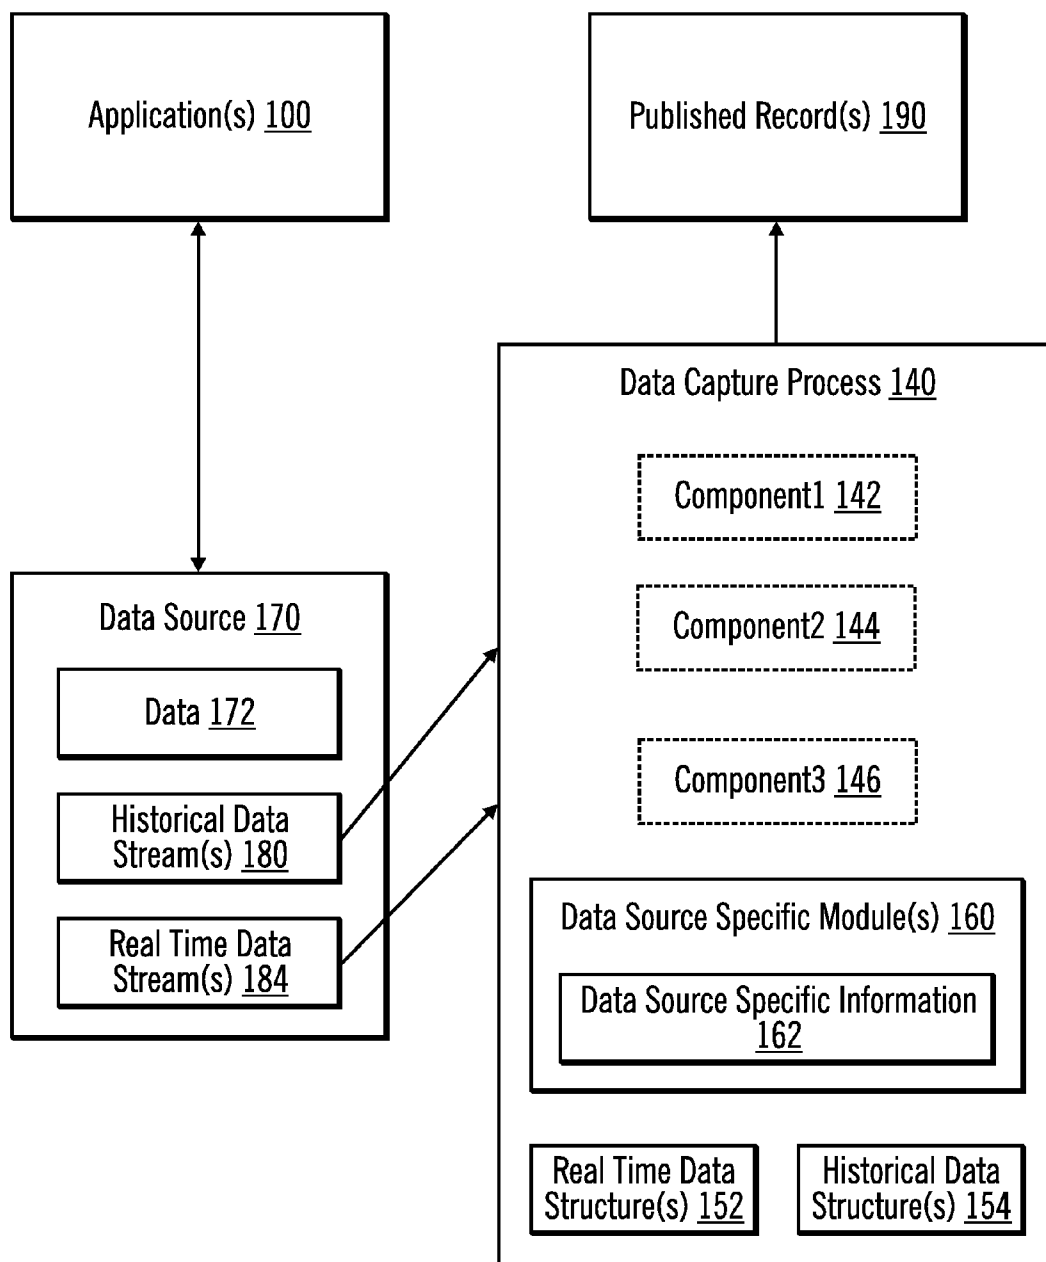 Application(s) 100
Published Record(s) 190
Data Capture Process 140
Component1 142
Component2 144
Component3 146
Data Source 170
Data 172
Historical Data
Stream(s) 180
Real Time Data
Stream(s) 184
Data Source Specific Module(s) 160
Data Source Specific Information
162
Real Time Data
Structure(s) 152
Historical Data
Structure(s) 154